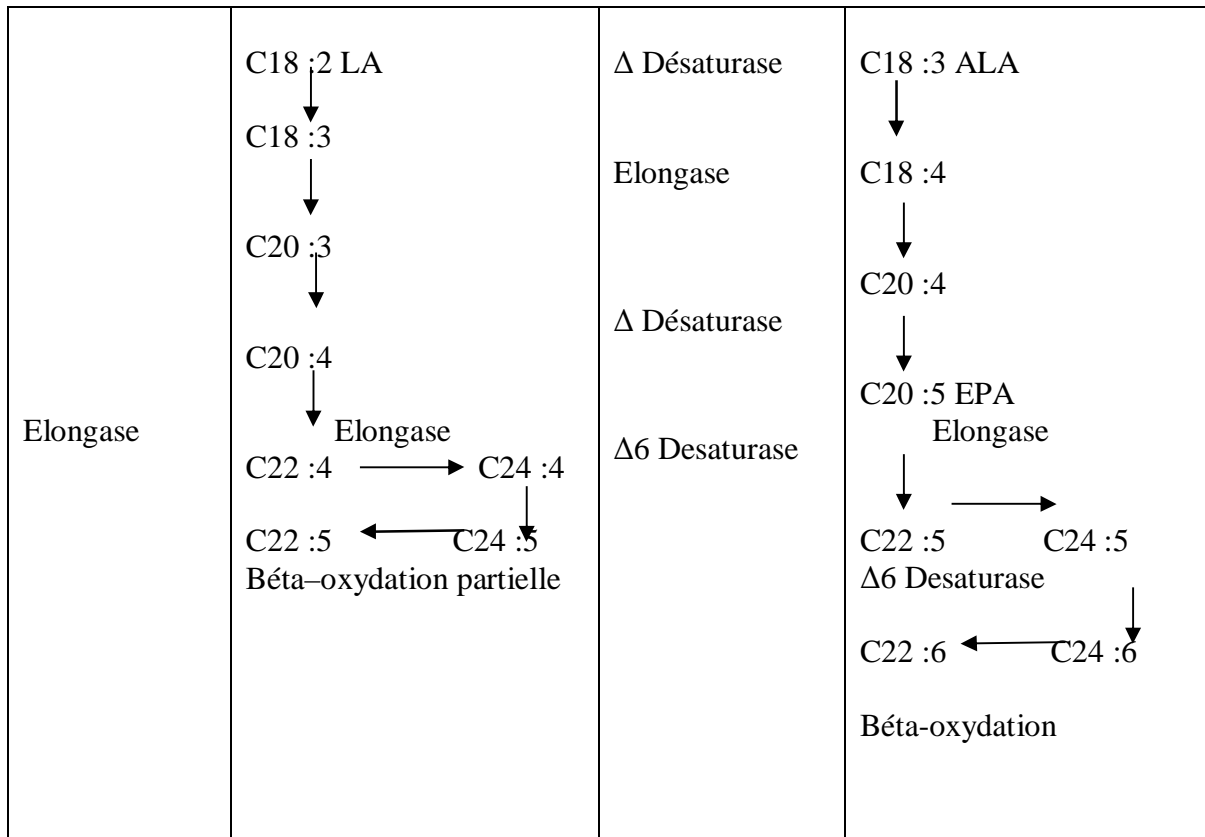 Elongase
C18 :2 LA
C18 :3
C20 :3
C20 :4
Elongase
C22 :4 C24 :4
C22 :5 C24 :5
Béta–oxydation partielle
Δ Désaturase
Elongase
Δ Désaturase
Δ6 Desaturase
C18 :3 ALA
C18 :4
C20 :4
C20 :5 EPA
Elongase
C22 :5 C24 :5
Δ6 Desaturase
C22 :6 C24 :6
Béta-oxydation